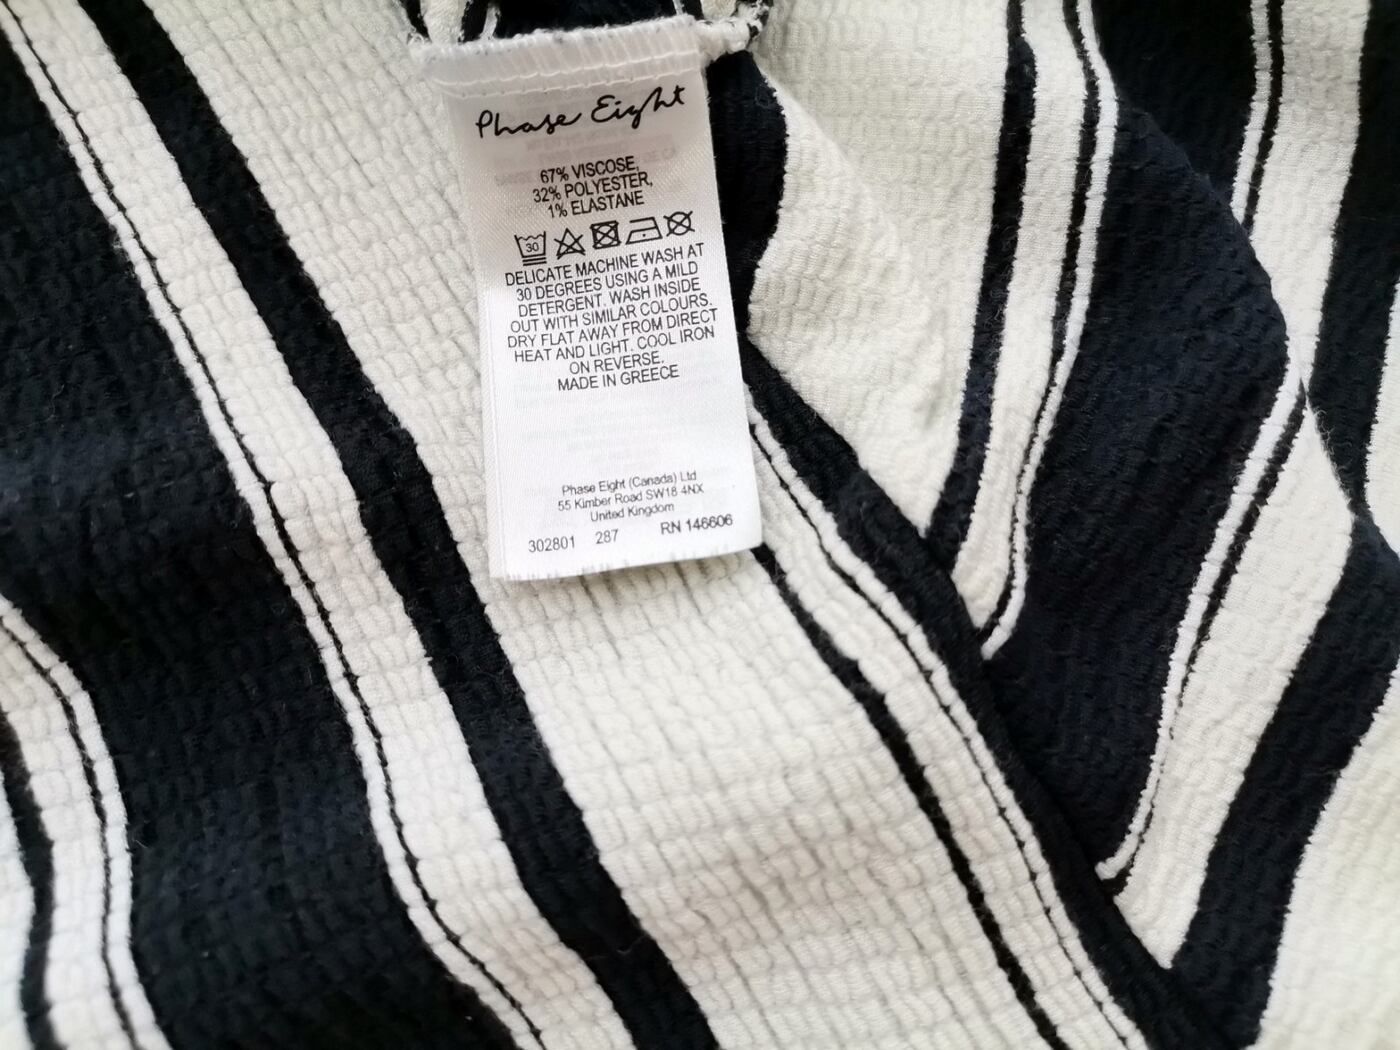 Phase Eight
67% VISCOSE,
32% POLYESTER,
1% ELASTANE
30
DELICATE MACHINE WASH AT
30 DEGREES USING A MILD
DETERGENT. WASH INSIDE
OUT WITH SIMILAR COLOURS.
DRY FLAT AWAY FROM DIRECT
HEAT AND LIGHT. COOL IRON
ON REVERSE.
MADE IN GREECE
Phase Eight (Canada) Ltd
55 Kimber Road SW18 4NX
United Kingdom
302801 287 RN 146606